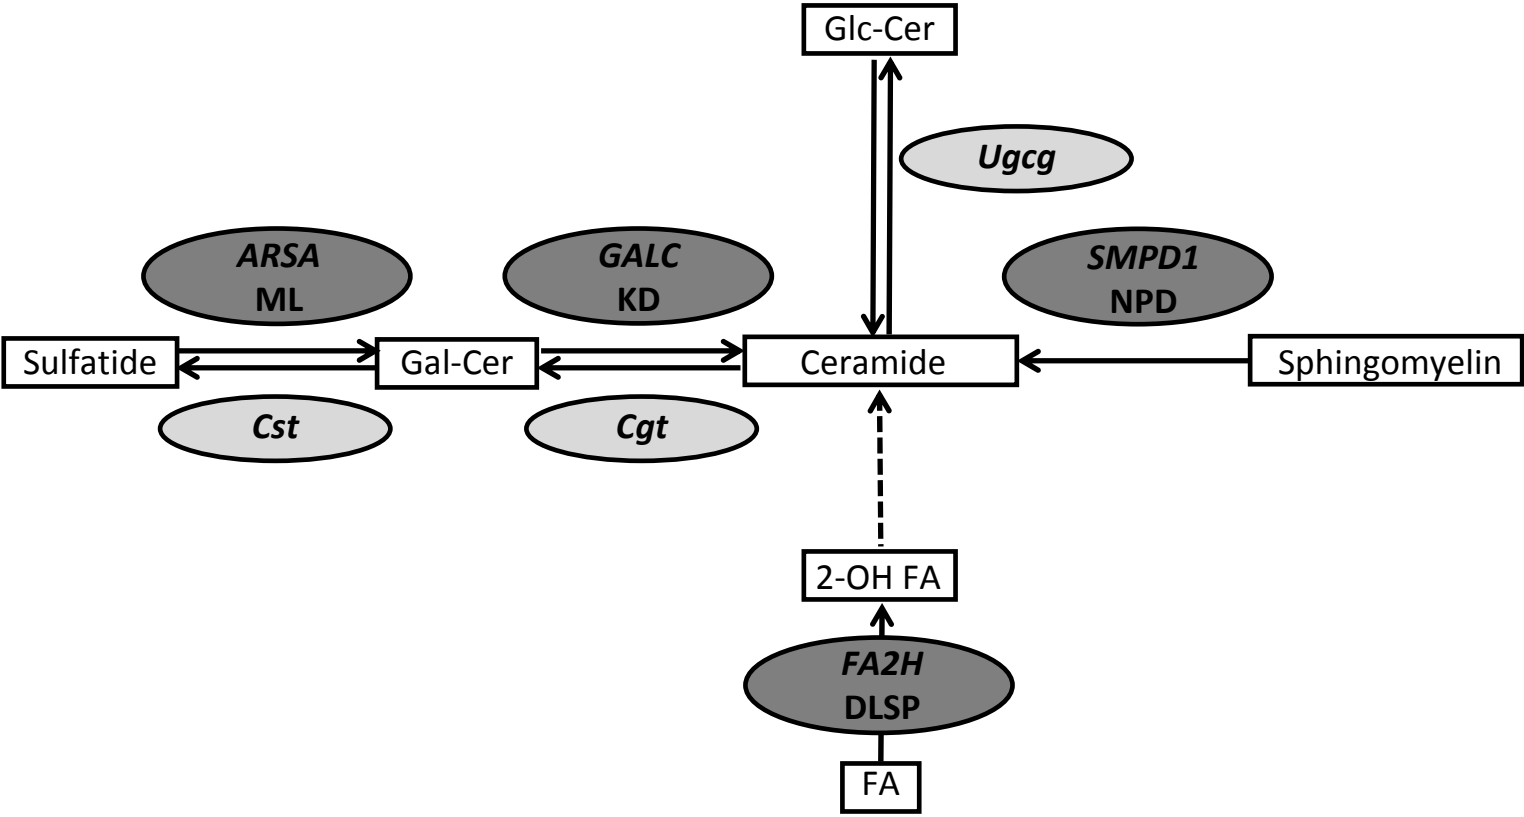 Glc-Cer
Ugcg
ARSA
ML
GALC
KD
SMPD1
NPD
Sulfatide
Gal-Cer
Ceramide
Sphingomyelin
Cst
Cgt
2-OH FA
FA2H
DLSP
FA